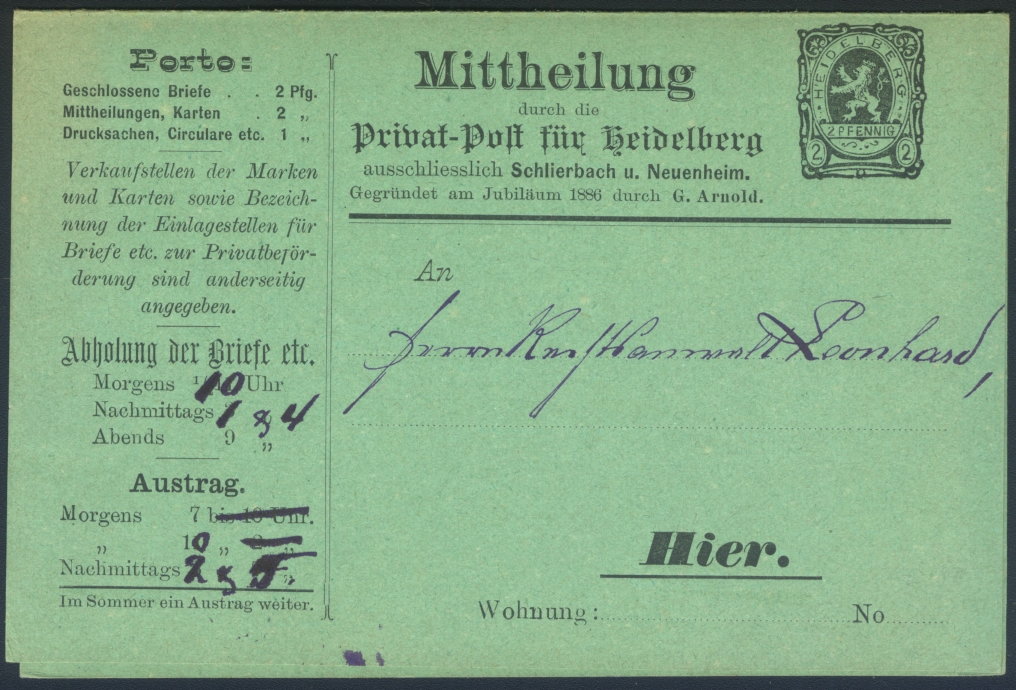 Porto:
Geschlossene Briefe . . 2 Pfg.
Mittheilungen, Karten . 2 „
Drucksachen, Circulare etc. 1 „
Verkaufstellen der Marken
und Karten sowie Bezeich-
nung der Einlagestellen für
Briefe etc. zur Privatbeför-
derung sind anderseitig
angegeben.
Abholung der Briefe etc.
Morgens 10 Uhr
Nachmittags 1 & 4
Abends 9 „
Austrag.
Morgens 7 bis 10 Uhr.
„ 10 „ 2 „
Nachmittags 2 & 5 „
Im Sommer ein Austrag weiter.
Mittheilung
durch die
Privat-Post für Heidelberg
ausschliesslich Schlierbach u. Neuenheim.
Gegründet am Jubiläum 1886 durch G. Arnold.
HEIDELBERG
2 PFENNIG
2 2
An
Herrn Rechtsanwalt Leonhard,
Hier.
Wohnung: No